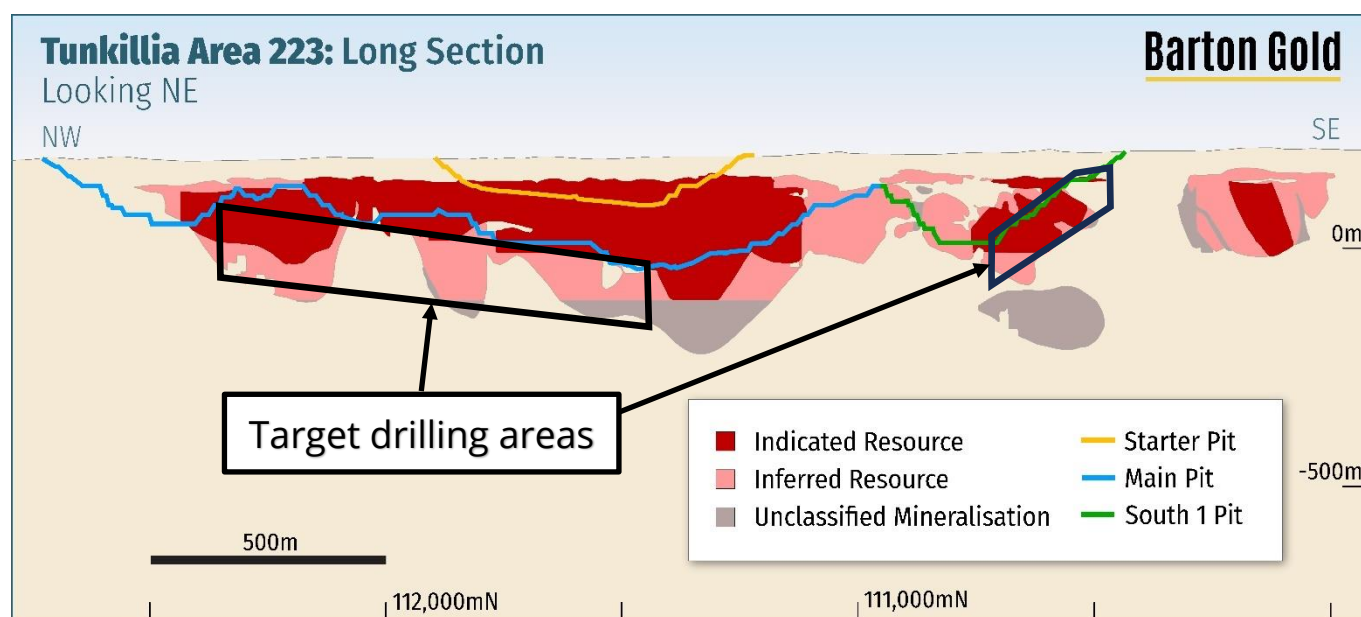 Tunkillia Area 223: Long Section
Barton Gold
Looking NE
NW
SE
0m
Target drilling areas
Indicated Resource
Inferred Resource
Unclassified Mineralisation
Starter Pit
Main Pit
South 1 Pit
-500m
500m
112,000mN
111,000mN